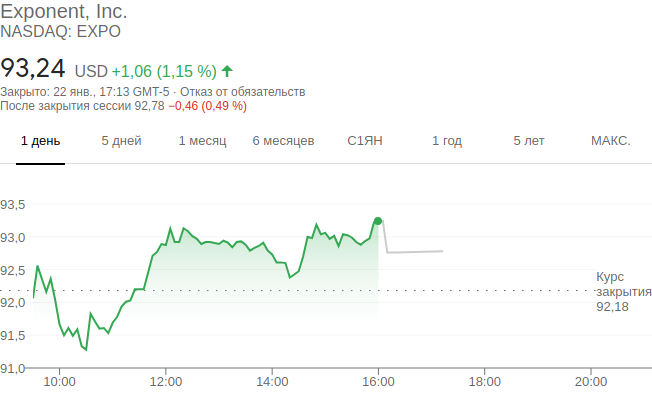 Exponent, Inc.
NASDAQ: EXPO
93,24 USD +1,06 (1,15 %)
Закрыто: 22 янв., 17:13 GMT-5 · Отказ от обязательств
После закрытия сессии 92,78 −0,46 (0,49 %)
1 день 5 дней 1 месяц 6 месяцев С1ЯН 1 год 5 лет МАКС.
93,5
93,0
92,5
92,0
91,5
91,0
Курс
закрытия
92,18
10:00 12:00 14:00 16:00 18:00 20:00